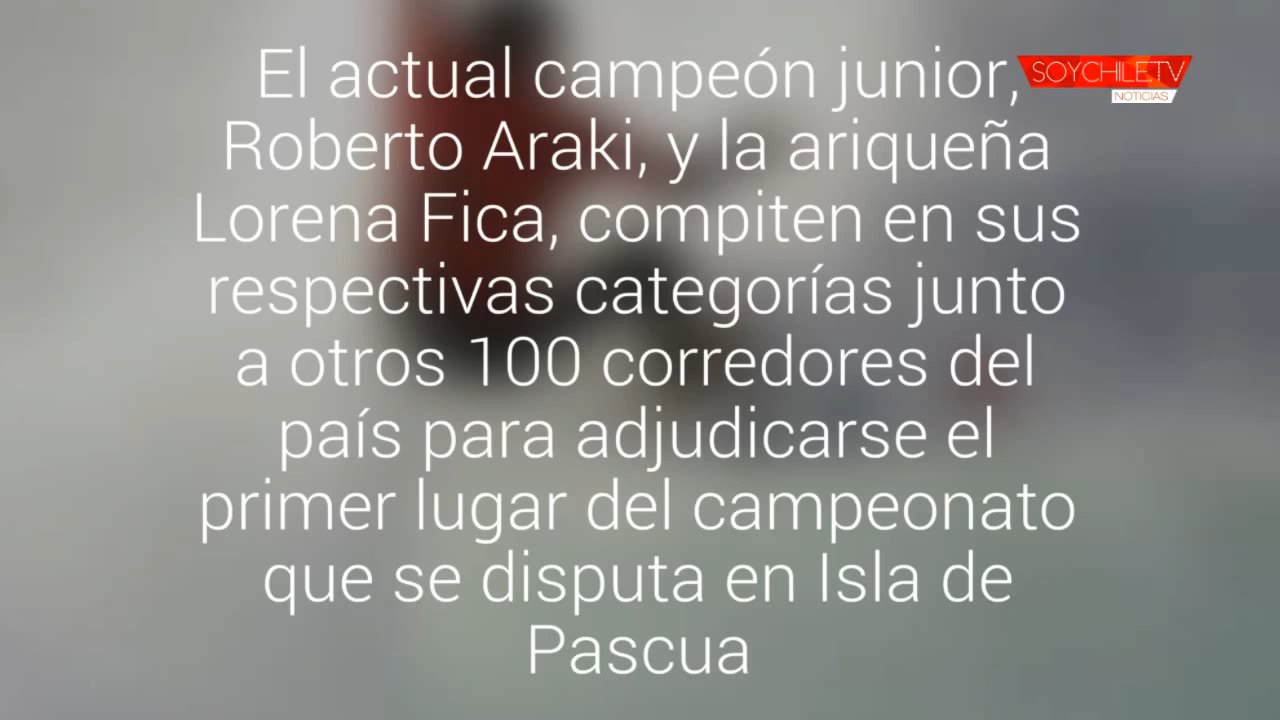 El actual campeón junior,
SOYCHILE.TV
NOTICIAS
Roberto Araki, y la ariqueña
Lorena Fica, compiten en sus
respectivas categorías junto
a otros 100 corredores del
país para adjudicarse el
primer lugar del campeonato
que se disputa en Isla de
Pascua